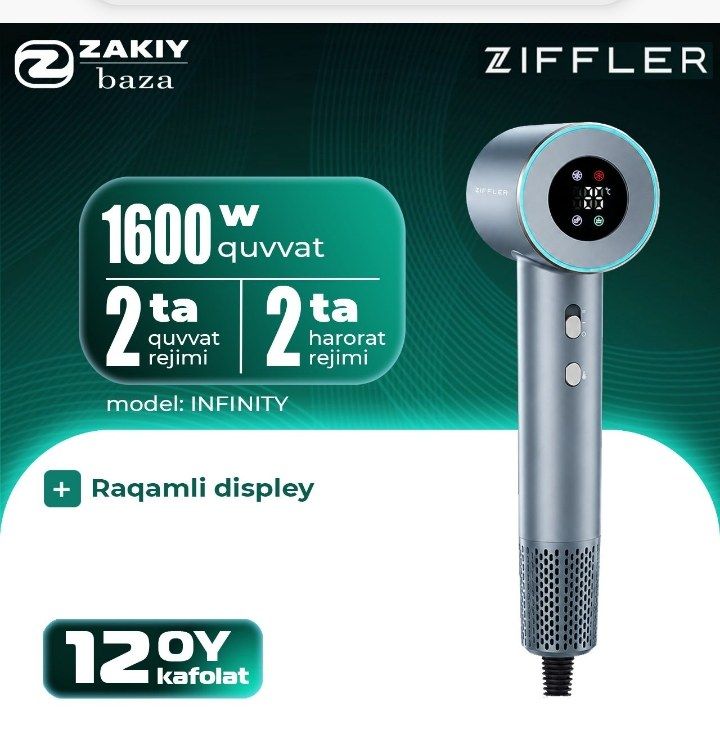 ZAKIY
baza
ZIFFLER
ZIFFLER
1600 W
quvvat
2 ta
quvvat
rejimi
2 ta
harorat
rejimi
model: INFINITY
+ Raqamli displey
12 OY
kafolat